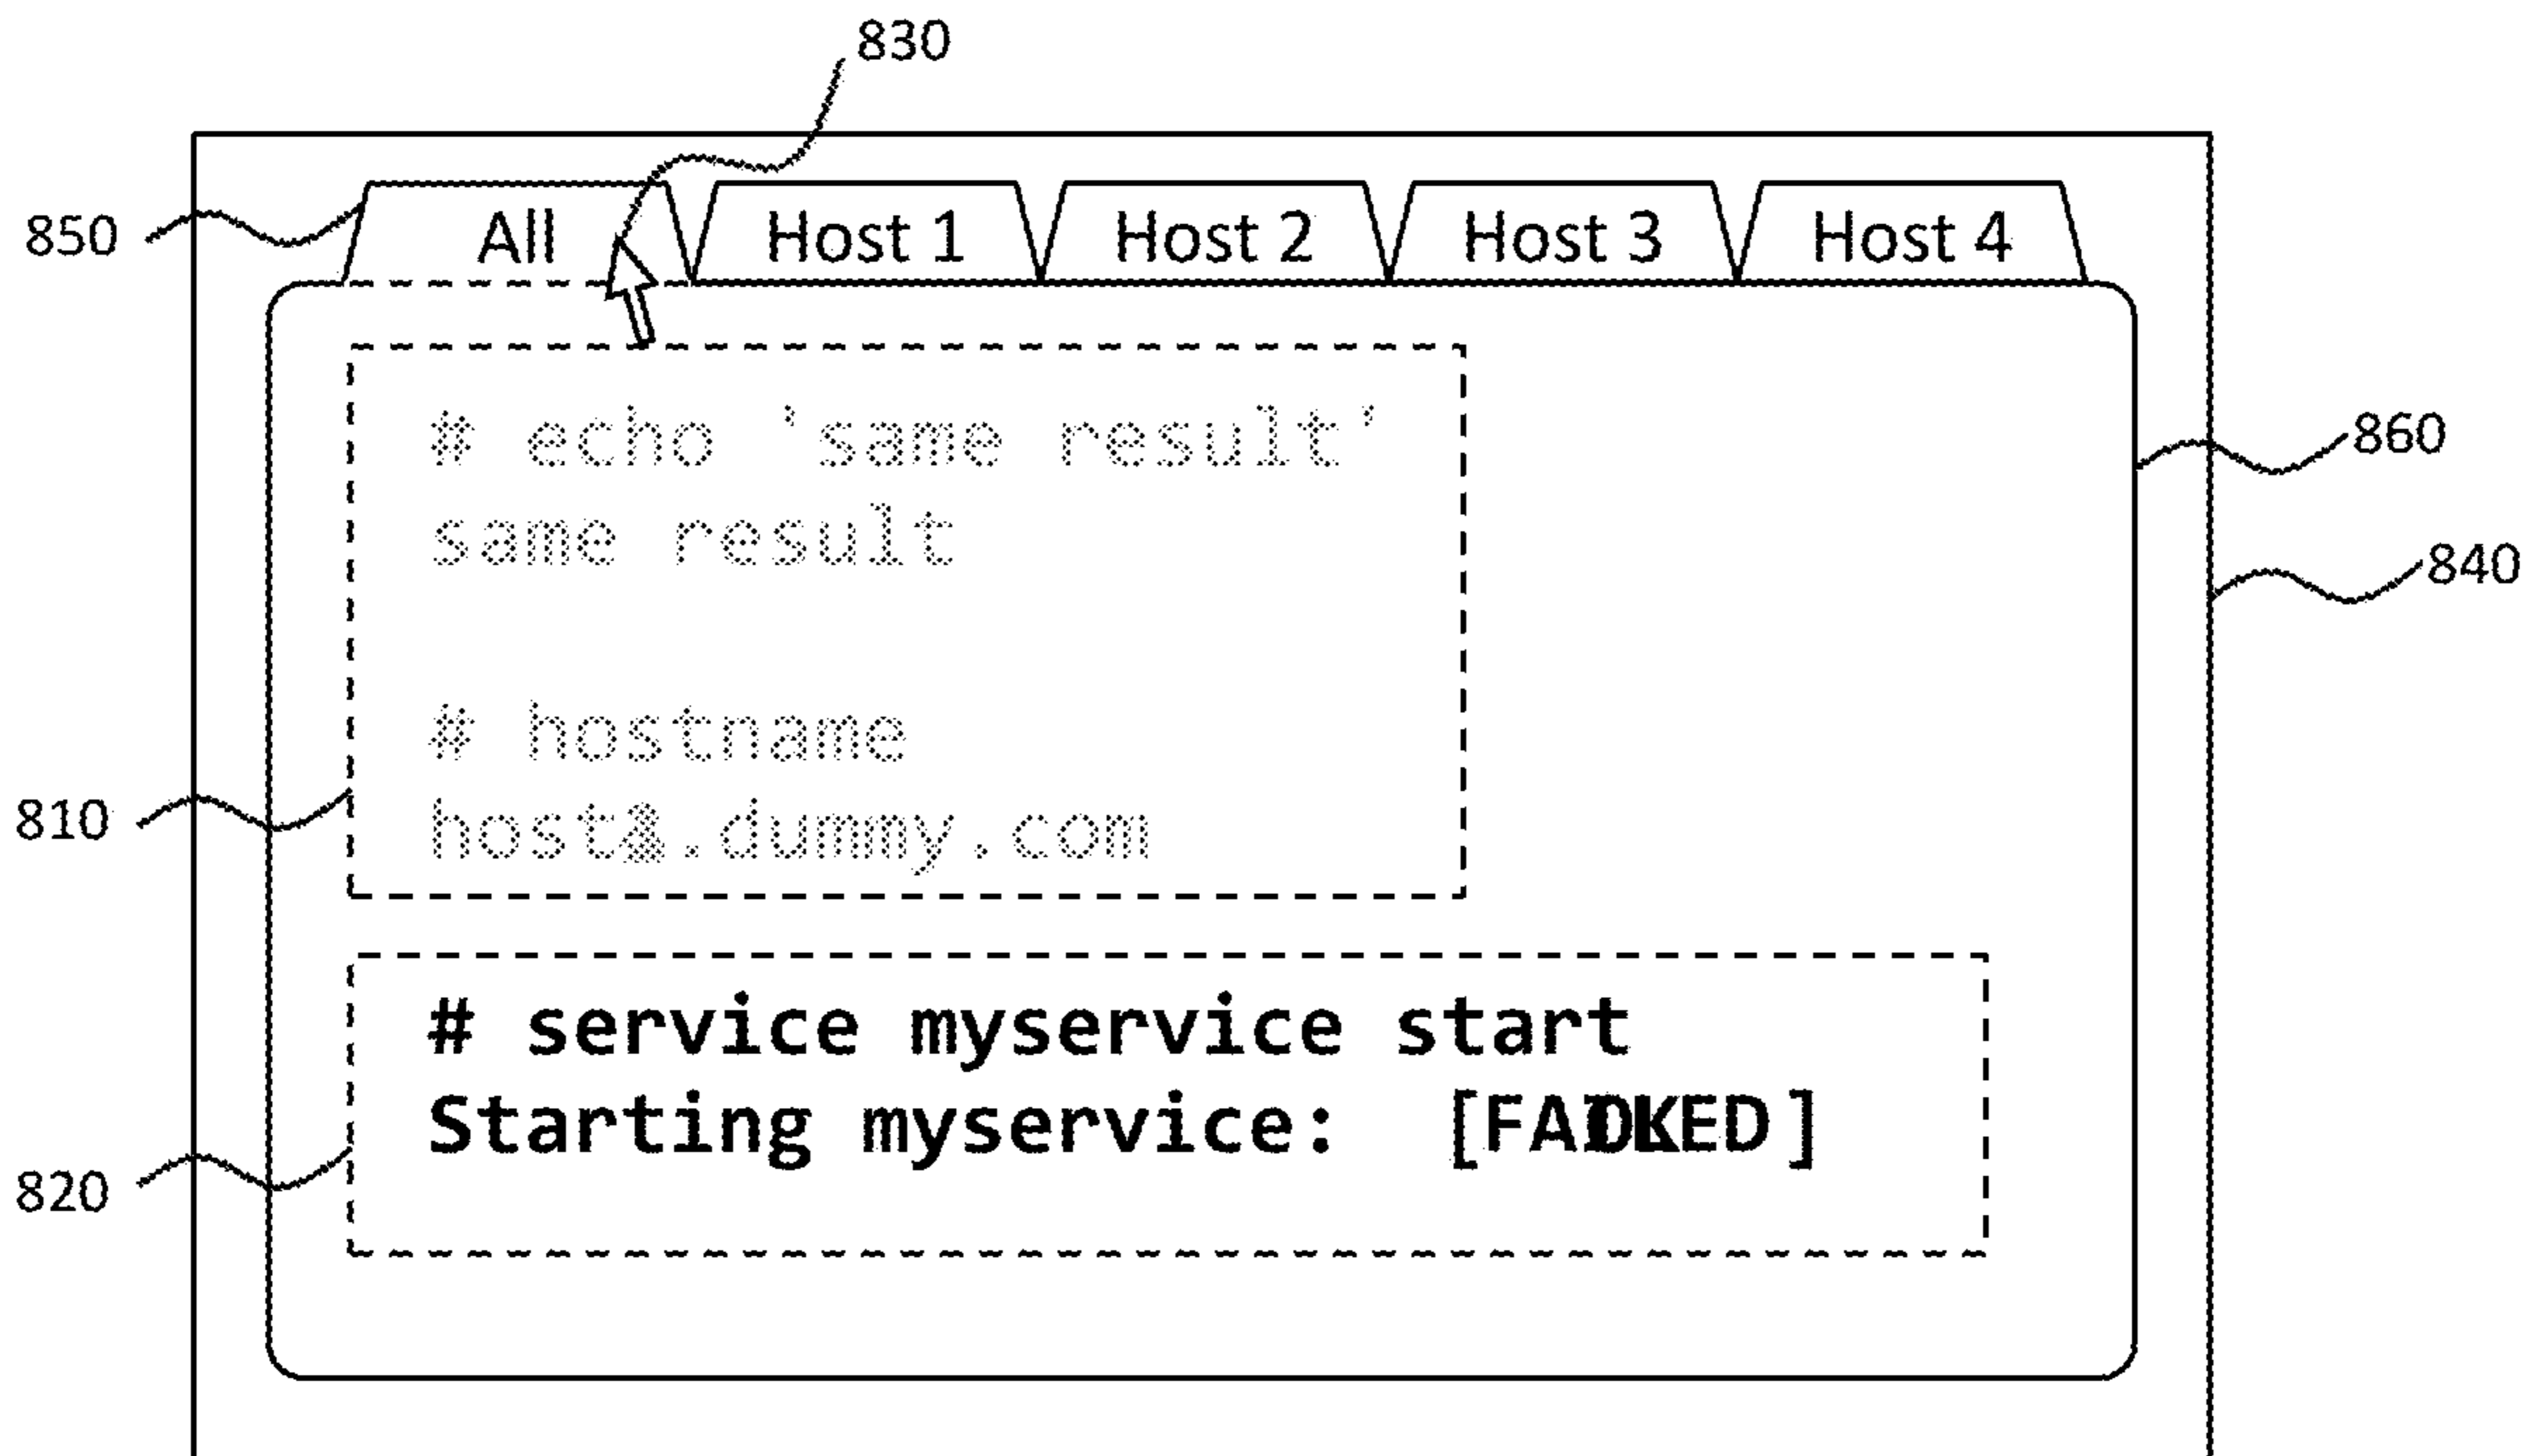 830
850
All Host 1 Host 2 Host 3 Host 4
860
840
# echo 'same result'
same result
# hostname
810
.dummy.com
# service myservice start
Starting myservice:
820